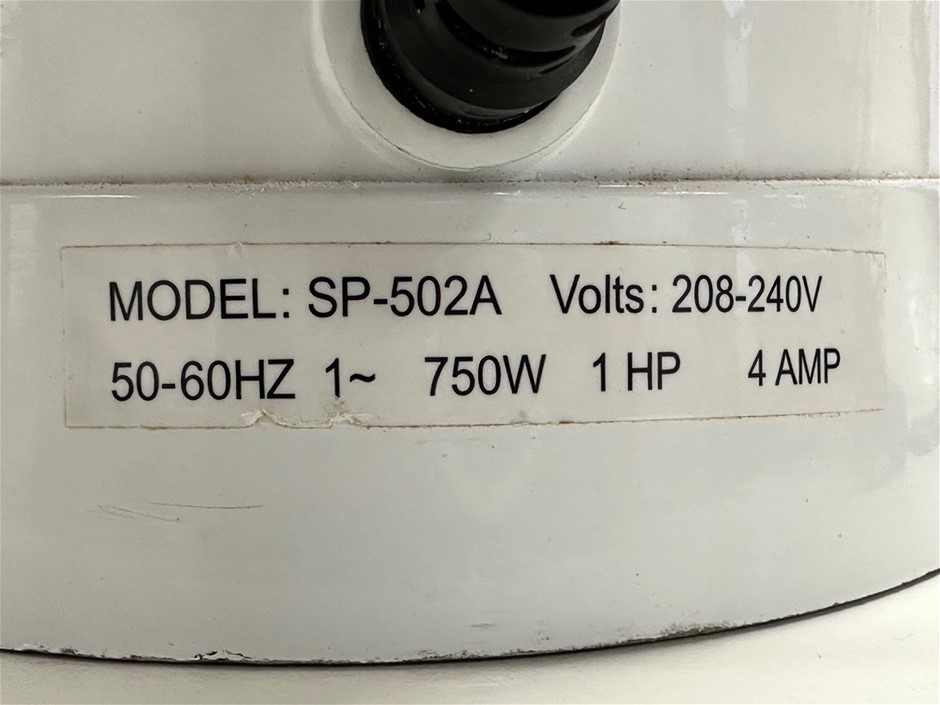 MODEL: SP-502A Volts: 208-240V
50-60HZ 1~ 750W 1 HP 4 AMP